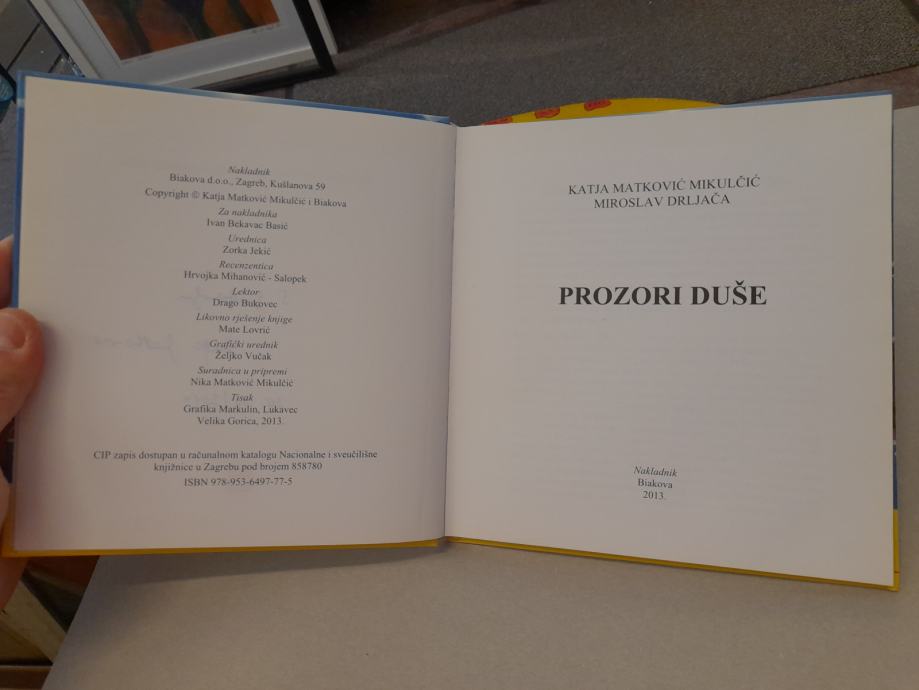 Nakladnik
Biakova d.o.o., Zagreb, Kušlanova 59
Copyright © Katja Matković Mikulčić i Biakova
Za nakladnika
Ivan Bekavac Basić
Urednica
Zorka Jekić
Recenzentica
Hrvojka Mihanović - Salopek
Lektor
Drago Bukovec
Likovno rješenje knjige
Mate Lovrić
Grafički urednik
Željko Vučak
Suradnica u pripremi
Nika Matković Mikulčić
Tisak
Grafika Markulin, Lukavec
Velika Gorica, 2013.
CIP zapis dostupan u računalnom katalogu Nacionalne i sveučilišne
knjižnice u Zagrebu pod brojem 858780
ISBN 978-953-6497-77-5
KATJA MATKOVIĆ MIKULČIĆ
MIROSLAV DRLJAČA
PROZORI DUŠE
Nakladnik
Biakova
2013.